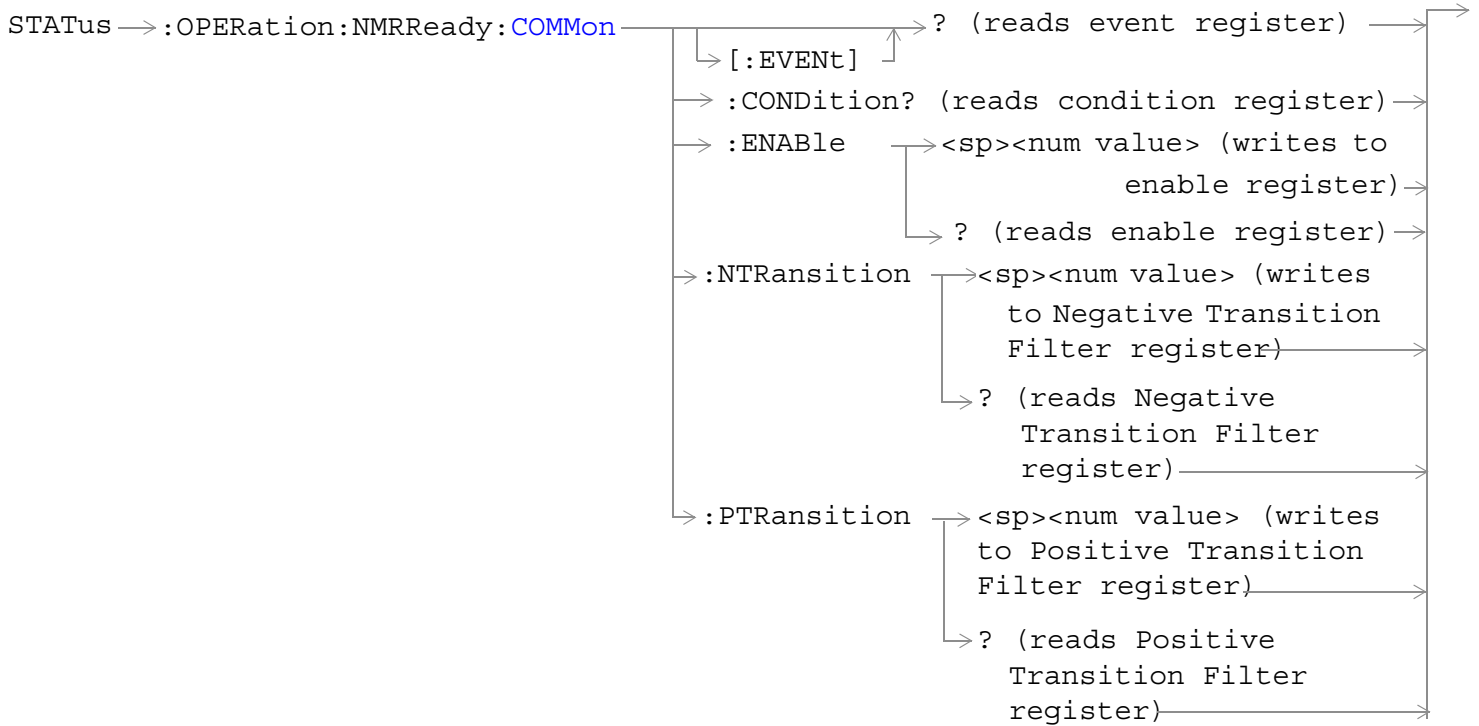 STATus :OPERation:NMRReady:COMMon ? (reads event register)
[:EVENt]
:CONDition? (reads condition register)
:ENABle <sp><num value> (writes to
enable register)
? (reads enable register)
:NTRansition <sp><num value> (writes
to Negative Transition
Filter register)
? (reads Negative
Transition Filter
register)
:PTRansition <sp><num value> (writes
to Positive Transition
Filter register)
? (reads Positive
Transition Filter
register)